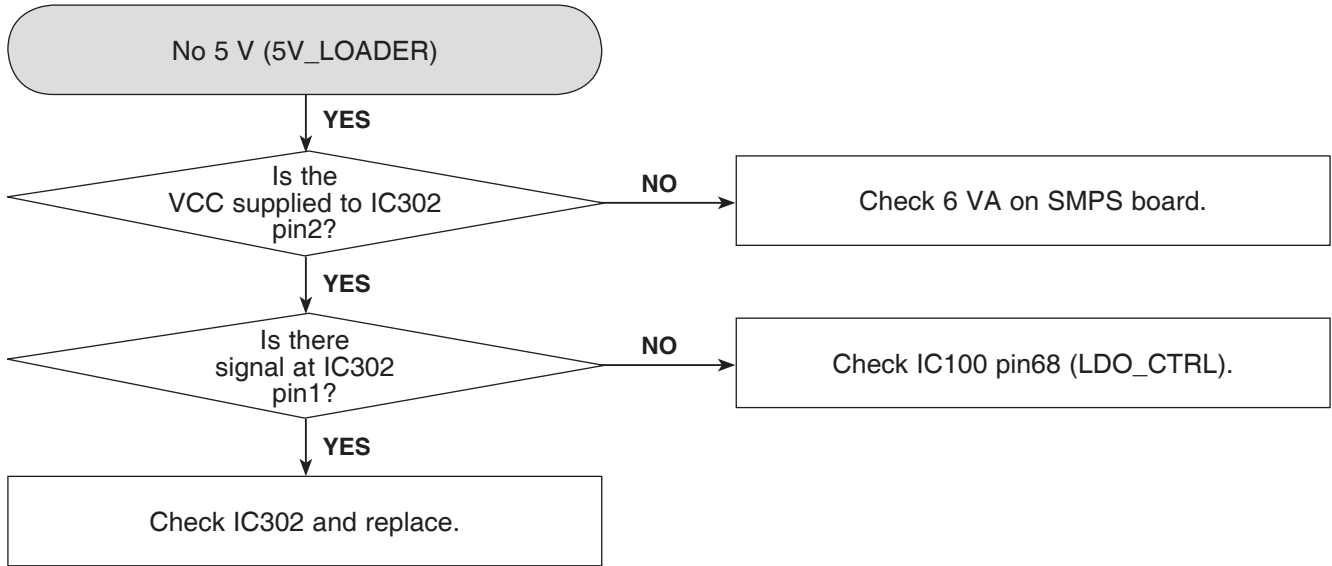 No 5 V (5V_LOADER)
YES
Is the
VCC supplied to IC302
pin2?
NO
Check 6 VA on SMPS board.
YES
Is there
signal at IC302
pin1?
NO
Check IC100 pin68 (LDO_CTRL).
YES
Check IC302 and replace.